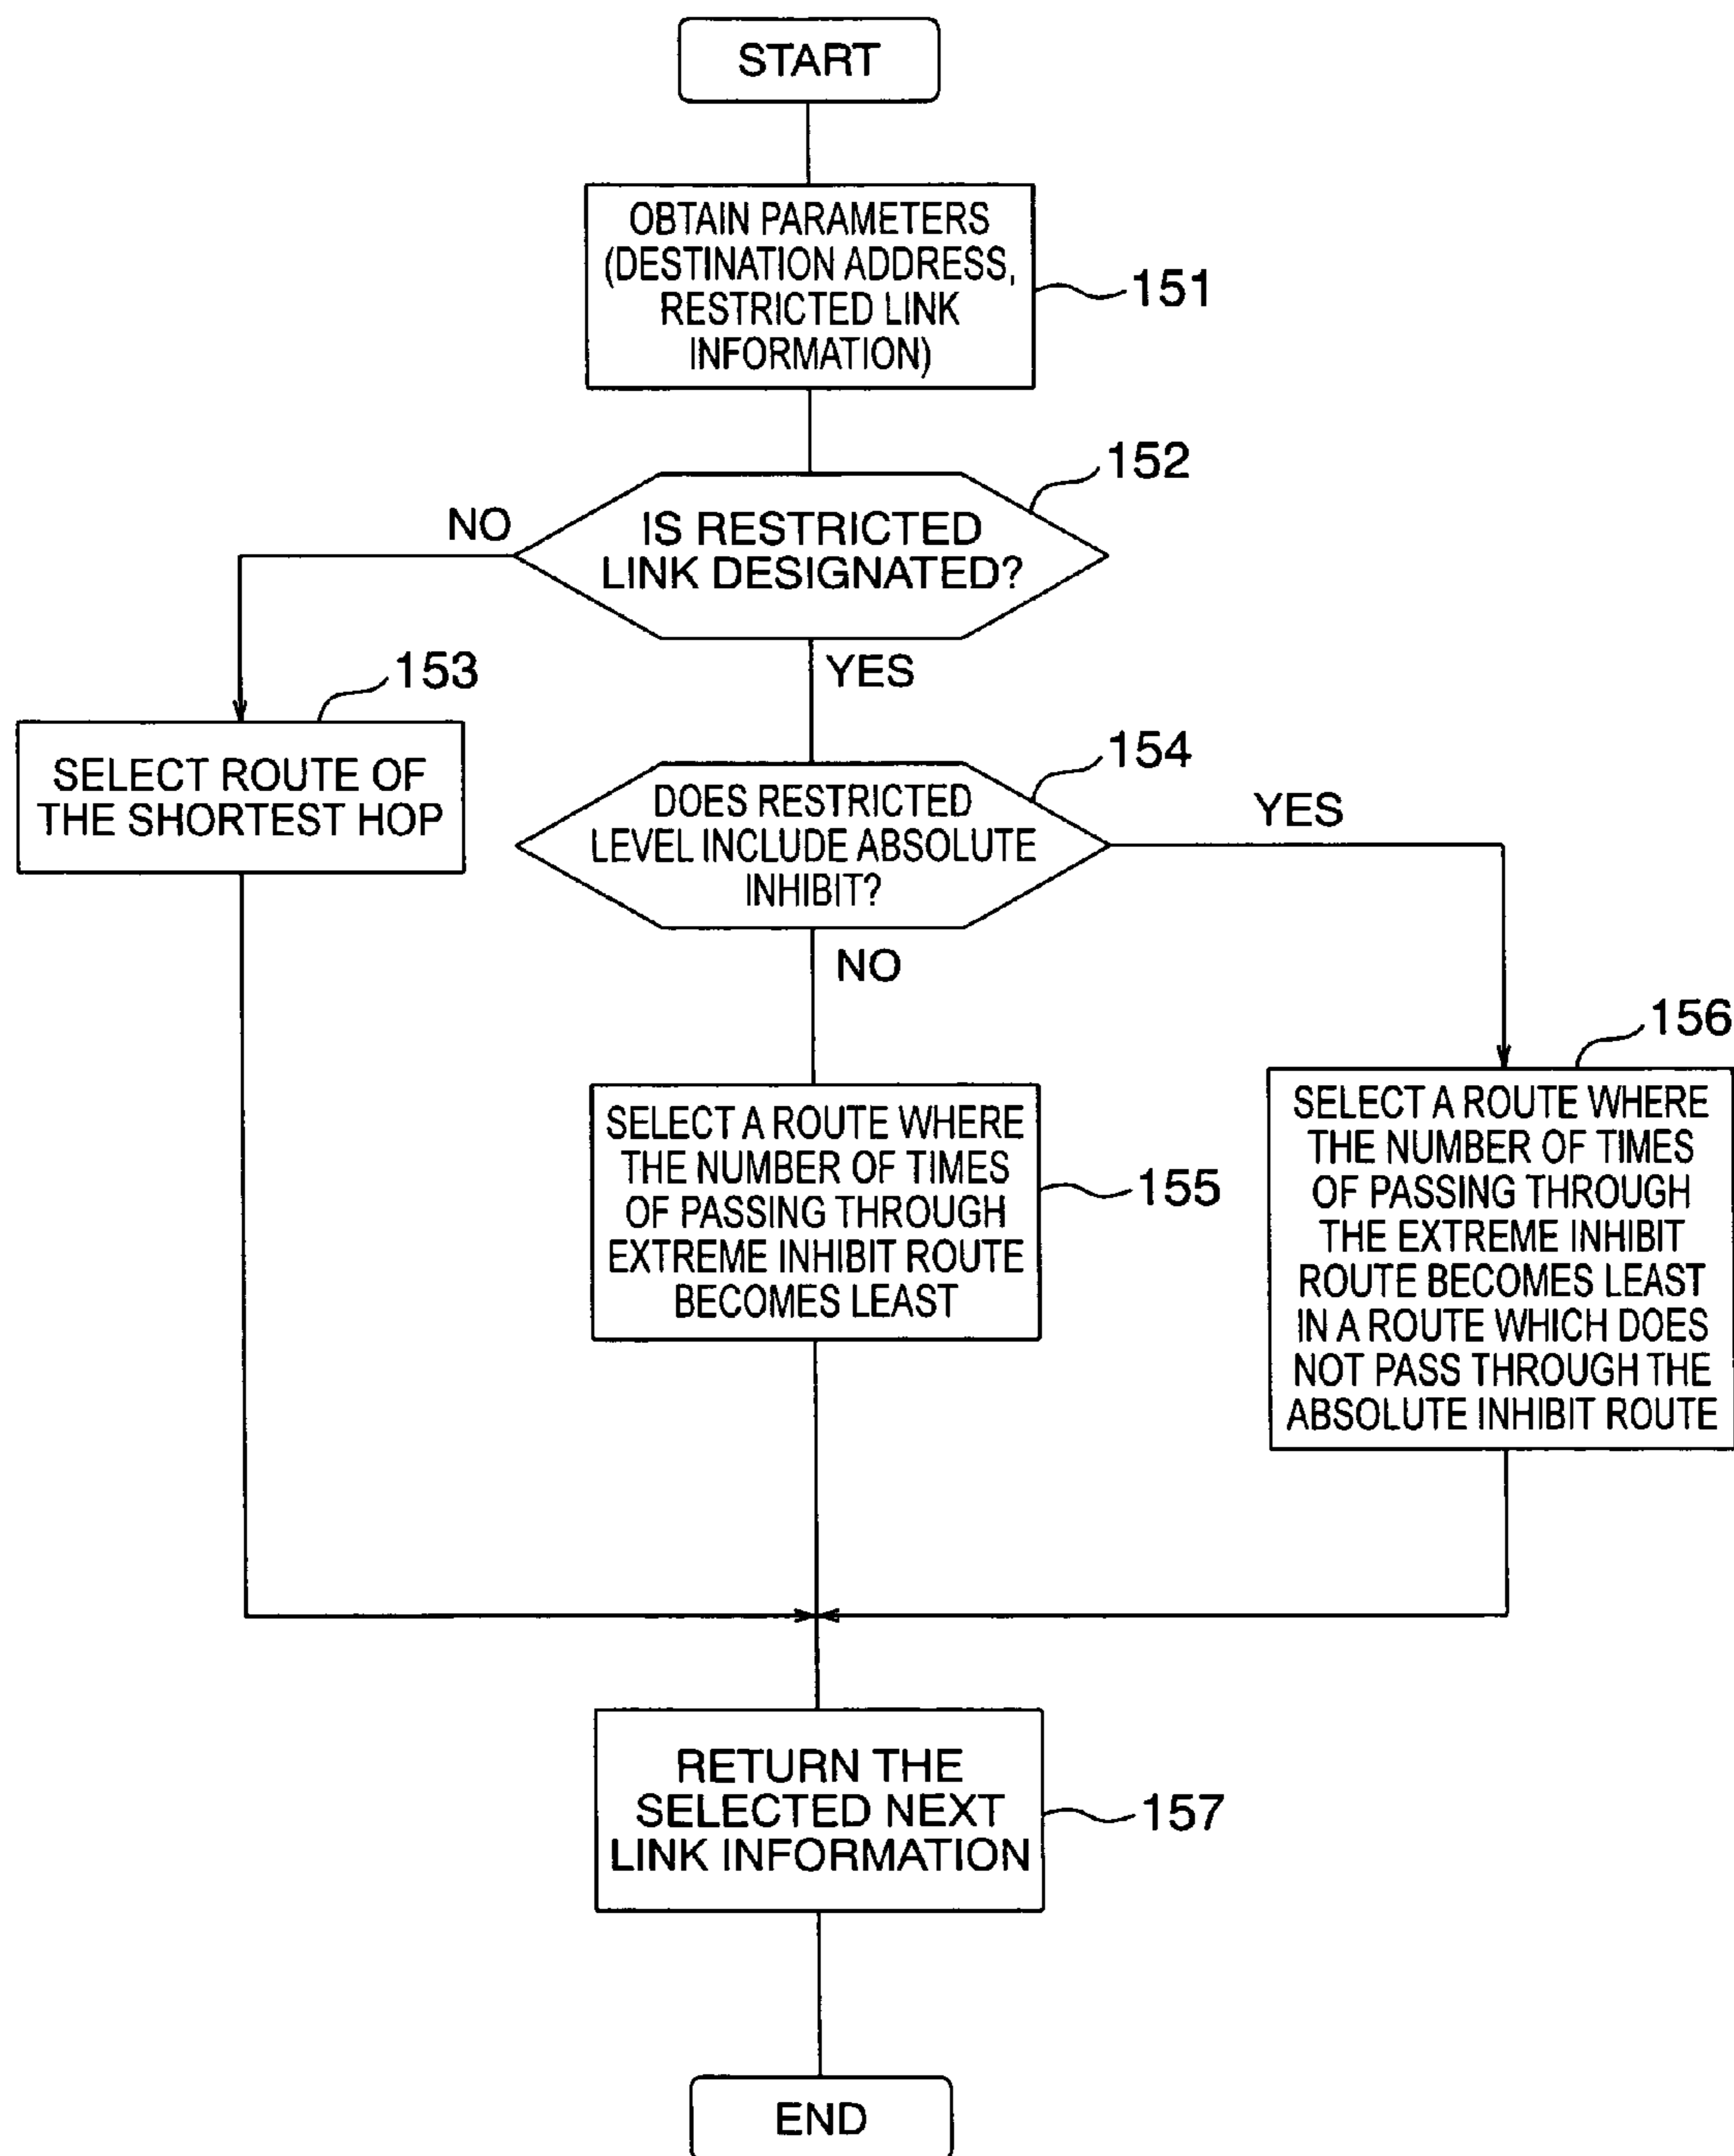 START
OBTAIN PARAMETERS
(DESTINATION ADDRESS,
RESTRICTED LINK
INFORMATION)
151
152
IS RESTRICTED
LINK DESIGNATED?
NO
YES
153
SELECT ROUTE OF
THE SHORTEST HOP
154
DOES RESTRICTED
LEVEL INCLUDE ABSOLUTE
INHIBIT?
YES
NO
155
SELECT A ROUTE WHERE
THE NUMBER OF TIMES
OF PASSING THROUGH
EXTREME INHIBIT ROUTE
BECOMES LEAST
156
SELECT A ROUTE WHERE
THE NUMBER OF TIMES
OF PASSING THROUGH
THE EXTREME INHIBIT
ROUTE BECOMES LEAST
IN A ROUTE WHICH DOES
NOT PASS THROUGH THE
ABSOLUTE INHIBIT ROUTE
RETURN THE
SELECTED NEXT
LINK INFORMATION
157
END